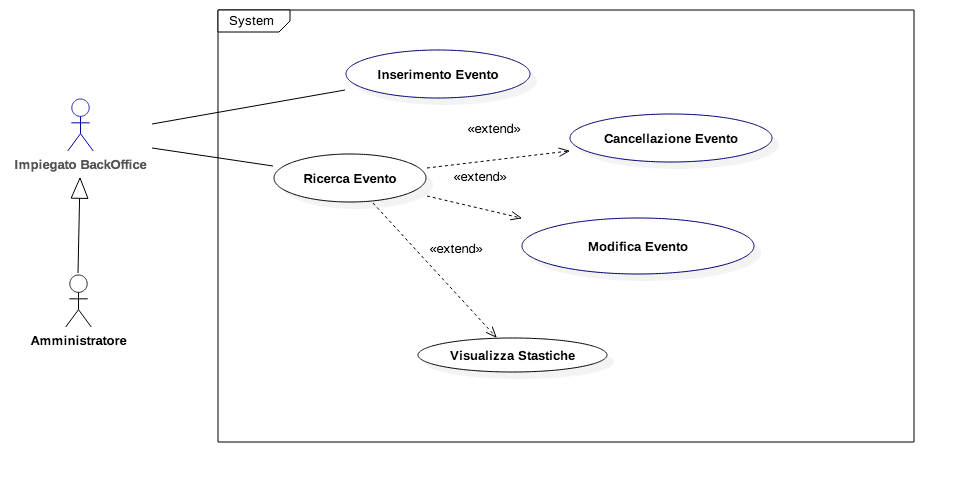 System
Inserimento Evento
«extend»
Cancellazione Evento
Impiegato BackOffice
Ricerca Evento
«extend»
Modifica Evento
«extend»
Amministratore
Visualizza Stastiche